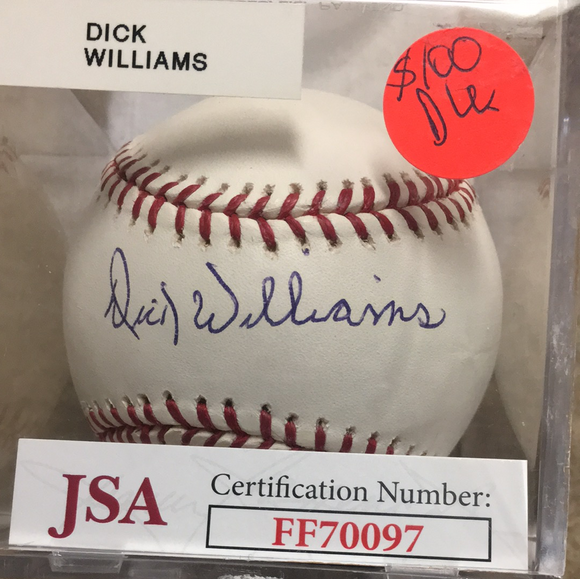 DICK
WILLIAMS
$100
Dick Williams
JSA
Certification Number:
FF70097